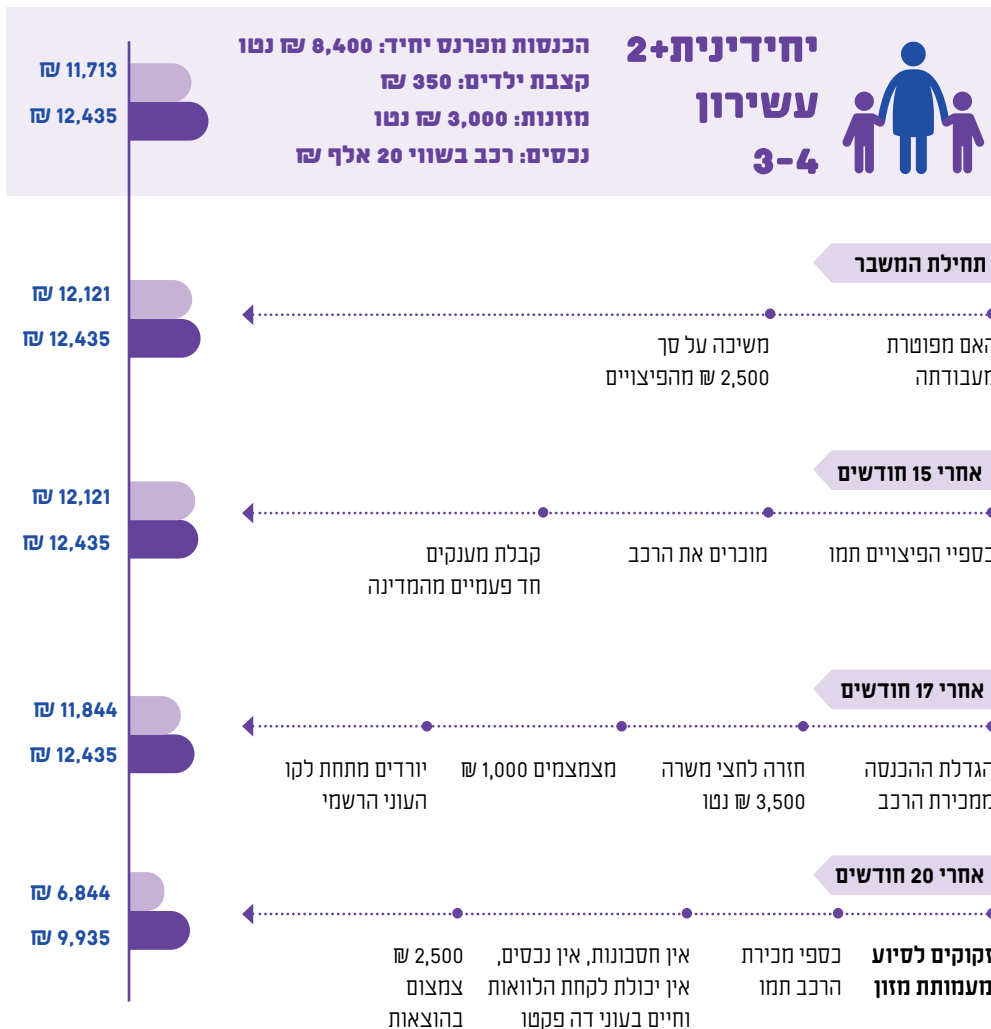 יחידנית+2
עשירון
3-4
הכנסות מפרנס יחיד: 8,400 ₪ נטו
קצבת ילדים: 350 ₪
מזונות: 3,000 ₪ נטו
נכסים: רכב בשווי 20 אלף ₪
11,713 ₪
12,435 ₪
תחילת המשבר
האם מפוטרת
מעבודתה
משיכה על סך
2,500 ₪ מהפיצויים
12,121 ₪
12,435 ₪
אחרי 15 חודשים
כספיי הפיצויים תמו
מוכרים את הרכב
קבלת מענקים
חד פעמיים מהמדינה
12,121 ₪
12,435 ₪
אחרי 17 חודשים
הגדלת ההכנסה
ממכירת הרכב
חזרה לחצי משרה
3,500 ₪ נטו
מצמצמים 1,000 ₪
יורדים מתחת לקו
העוני הרשמי
11,844 ₪
12,435 ₪
אחרי 20 חודשים
זקוקים לסיוע
מעמותת מזון
כספי מכירת
הרכב תמו
אין חסכונות, אין נכסים,
אין יכולת לקחת הלוואות
וחיים בעוני דה פקטו
2,500 ₪
צמצום
בהוצאות
6,844 ₪
9,935 ₪